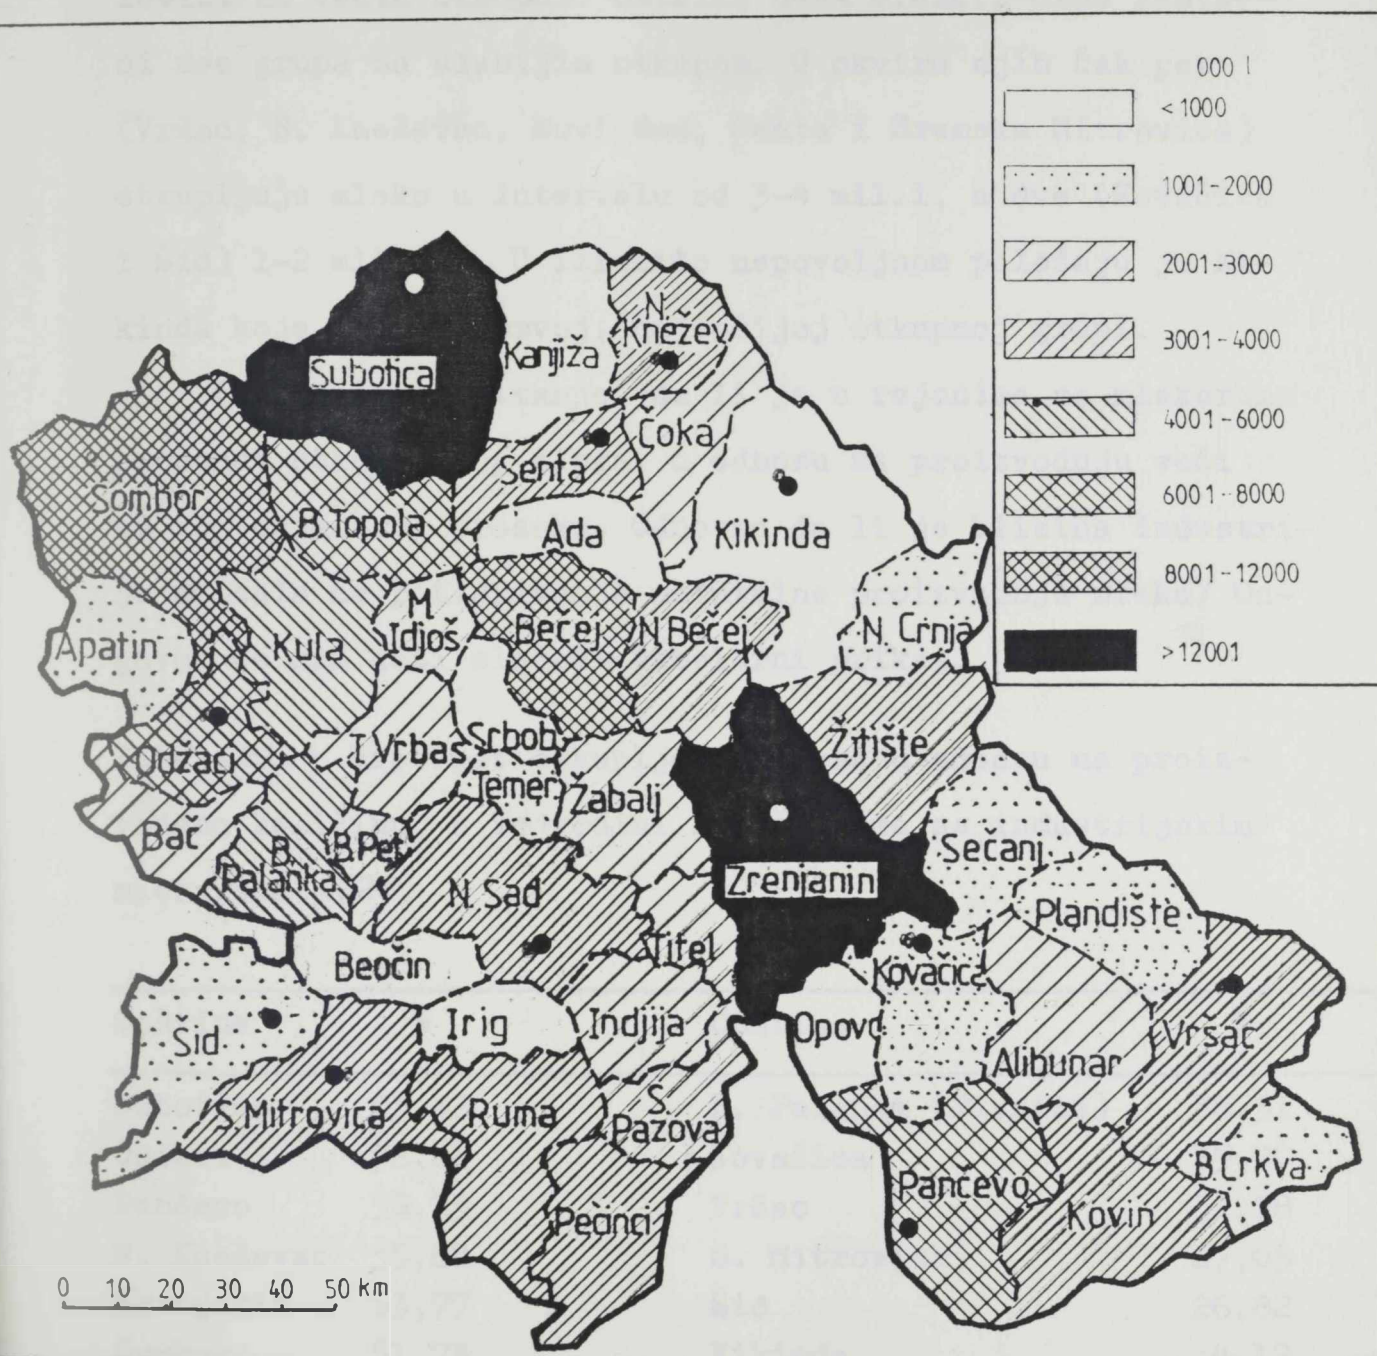 000 l
<1000
1001-2000
2001-3000
3001-4000
4001-6000
6001-8000
8001-12000
>12001
N.
Knežev.
Subotica
Kanjiža
Čoka
Senta
Sombor
B.Topola
Ada
Kikinda
M.
Idjoš
Bečej
N.Bečej
N. Crnja
Apatin
Kula
Odžaci
Vrbas
Srbob.
Žitište
Temer.
Žabalj
Bač
B.
Palanka
B.Pet.
N. Sad
Zrenjanin
Sečanj
Plandište
Beočin
Titel
Kovačica
Šid
Irig
Indjija
Opovo
Alibunar
Vršac
S.Mitrovica
Ruma
S.
Pazova
Pančevo
B.Crkva
Pećinci
Kovin
0 10 20 30 40 50 km